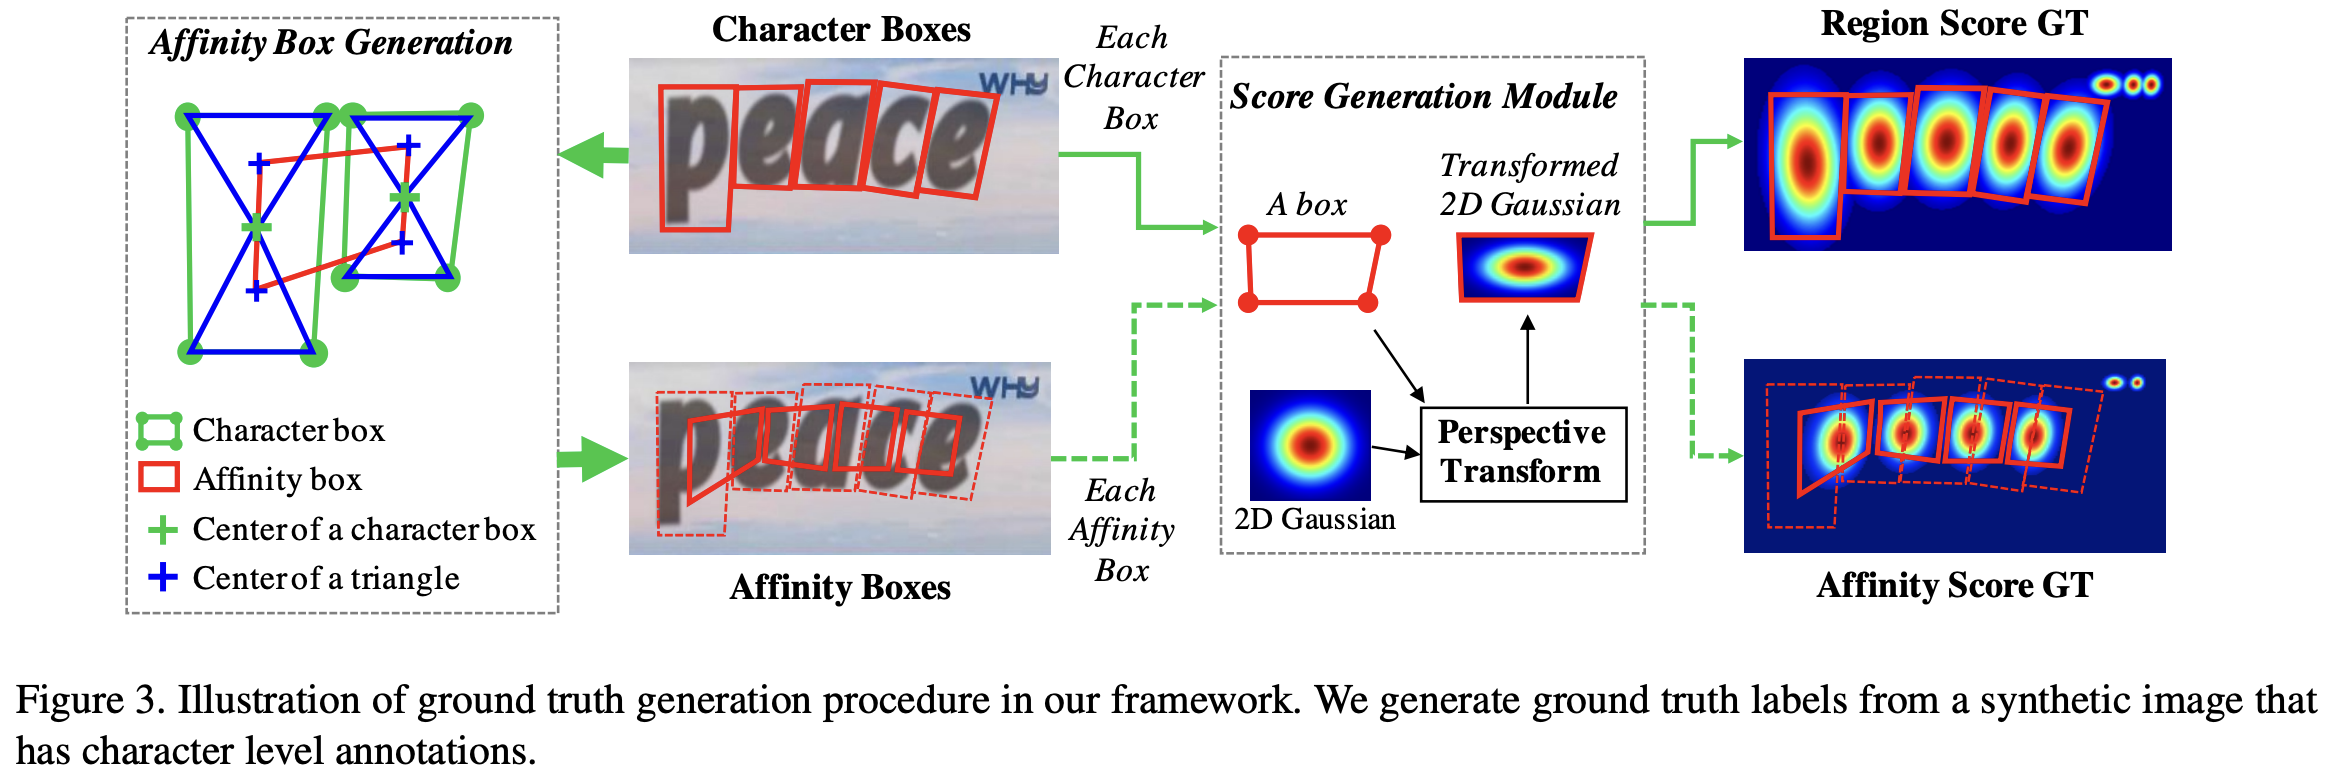 Affinity Box Generation
Character box
Affinity box
Center of a character box
Center of a triangle
Character Boxes
WHY
peace
Each
Character
Box
WHY
peace
Affinity Boxes
Each
Affinity
Box
Score Generation Module
A box
Transformed
2D Gaussian
2D Gaussian
Perspective
Transform
Region Score GT
Affinity Score GT
Figure 3. Illustration of ground truth generation procedure in our framework. We generate ground truth labels from a synthetic image that
has character level annotations.